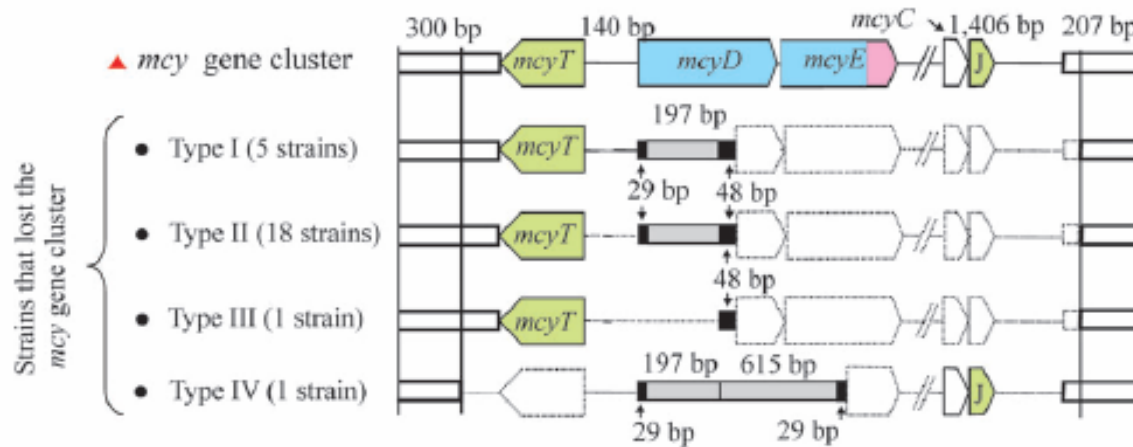 300 bp 140 bp mcyC 1,406 bp 207 bp
mcy gene cluster mcyT mcyD mcyE J
197 bp
Type I (5 strains) mcyT
29 bp 48 bp
Type II (18 strains) mcyT
48 bp
Type III (1 strain) mcyT
197 bp 615 bp
Type IV (1 strain) J
29 bp 29 bp
Strains that lost the
mcy gene cluster